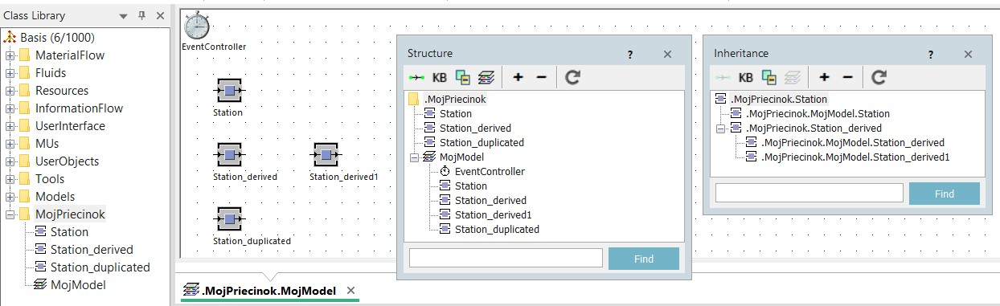 Class Library
Basis (6/1000)
MaterialFlow
Fluids
Resources
InformationFlow
UserInterface
MUs
UserObjects
Tools
Models
MojPriecinok
Station
Station_derived
Station_duplicated
MojModel
EventController
Station
Station_derived
Station_derived1
Station_duplicated
Structure
?
KB
.MojPriecinok
Station
Station_derived
Station_duplicated
MojModel
EventController
Station
Station_derived
Station_derived1
Station_duplicated
Find
Inheritance
?
KB
.MojPriecinok.Station
.MojPriecinok.MojModel.Station
.MojPriecinok.Station_derived
.MojPriecinok.MojModel.Station_derived
.MojPriecinok.MojModel.Station_derived1
Find
.MojPriecinok.MojModel